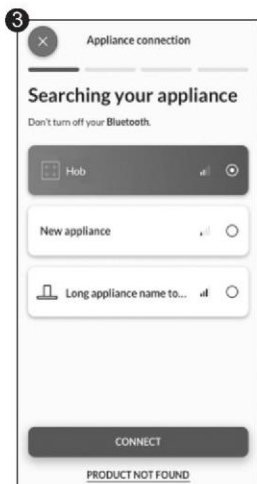 3
Appliance connection
Searching your appliance
Don't turn off your Bluetooth.
Hob
New appliance
Long appliance name to...
CONNECT
PRODUCT NOT FOUND